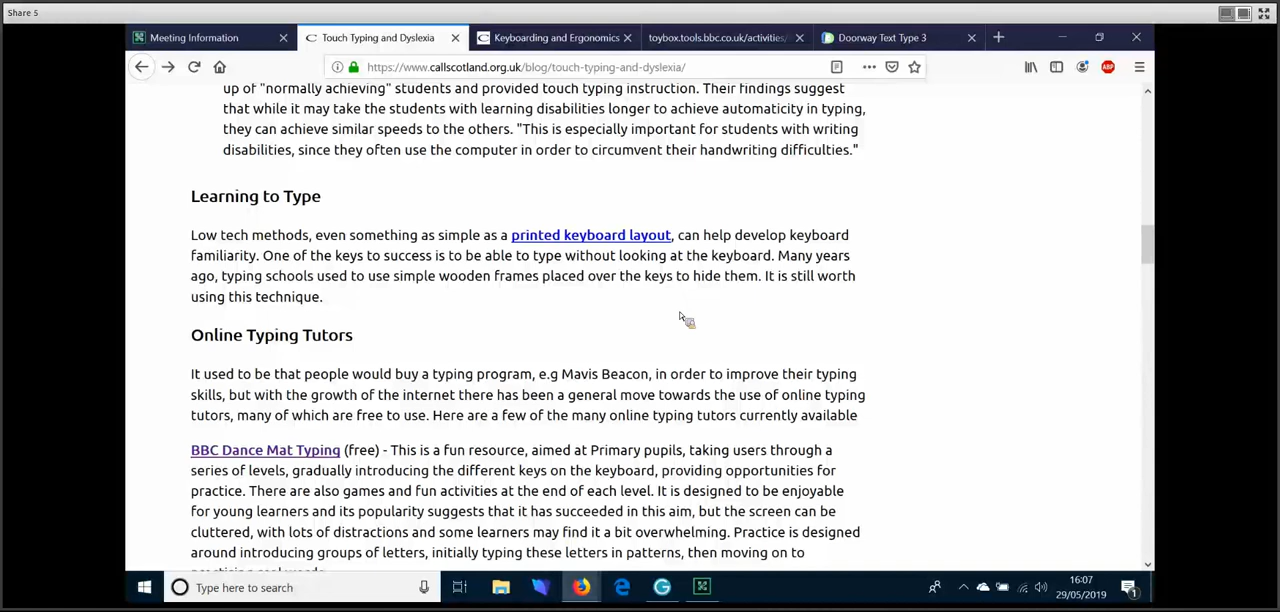 Share 5
Meeting Information
Touch Typing and Dyslexia
Keyboarding and Ergonomics
toybox.tools.bbc.co.uk/activities/
Doorway Text Type 3
https://www.callscotland.org.uk/blog/touch-typing-and-dyslexia/
ABP
up of "normally achieving" students and provided touch typing instruction. Their findings suggest
that while it may take the students with learning disabilities longer to achieve automaticity in typing,
they can achieve similar speeds to the others. "This is especially important for students with writing
disabilities, since they often use the computer in order to circumvent their handwriting difficulties."
Learning to Type
Low tech methods, even something as simple as a printed keyboard layout, can help develop keyboard
familiarity. One of the keys to success is to be able to type without looking at the keyboard. Many years
ago, typing schools used to use simple wooden frames placed over the keys to hide them. It is still worth
using this technique.
Online Typing Tutors
It used to be that people would buy a typing program, e.g Mavis Beacon, in order to improve their typing
skills, but with the growth of the internet there has been a general move towards the use of online typing
tutors, many of which are free to use. Here are a few of the many online typing tutors currently available
BBC Dance Mat Typing (free) - This is a fun resource, aimed at Primary pupils, taking users through a
series of levels, gradually introducing the different keys on the keyboard, providing opportunities for
practice. There are also games and fun activities at the end of each level. It is designed to be enjoyable
for young learners and its popularity suggests that it has succeeded in this aim, but the screen can be
cluttered, with lots of distractions and some learners may find it a bit overwhelming. Practice is designed
around introducing groups of letters, initially typing these letters in patterns, then moving on to
Type here to search
16:07
29/05/2019
1